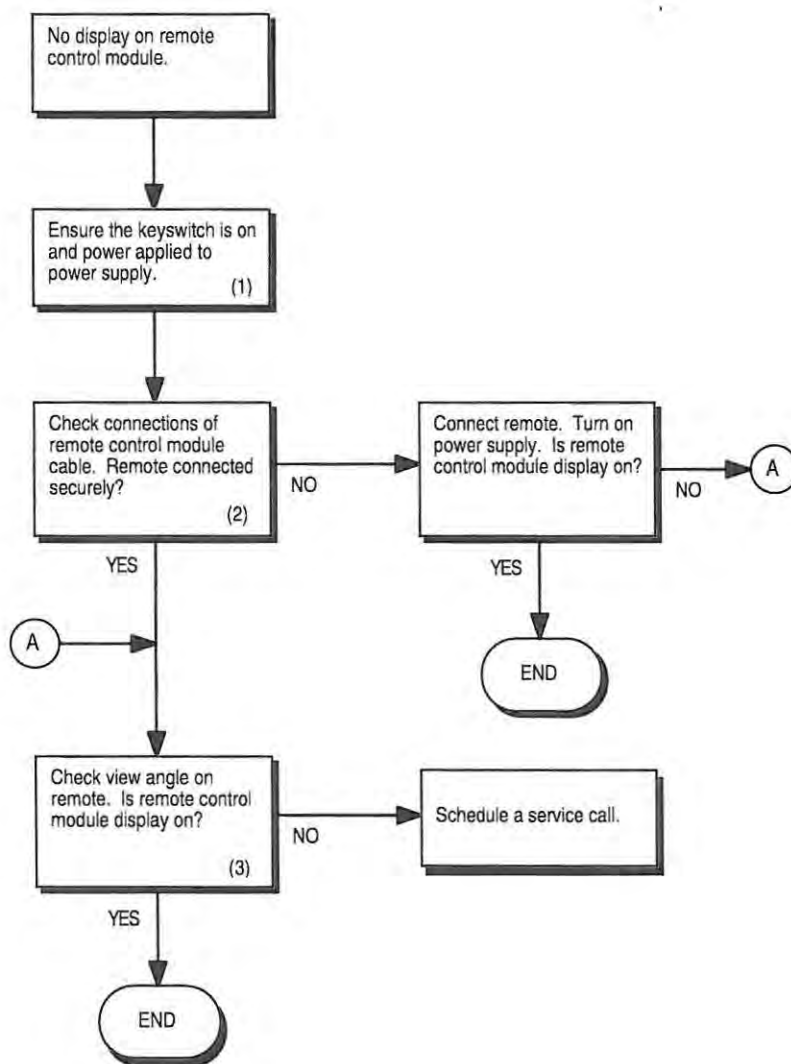 No display on remote
control module.
Ensure the keyswitch is on
and power applied to
power supply.
(1)
Check connections of
remote control module
cable. Remote connected
securely?
(2)
NO
Connect remote. Turn on
power supply. Is remote
control module display on?
NO
A
YES
YES
END
A
Check view angle on
remote. Is remote control
module display on?
(3)
NO
Schedule a service call.
YES
END